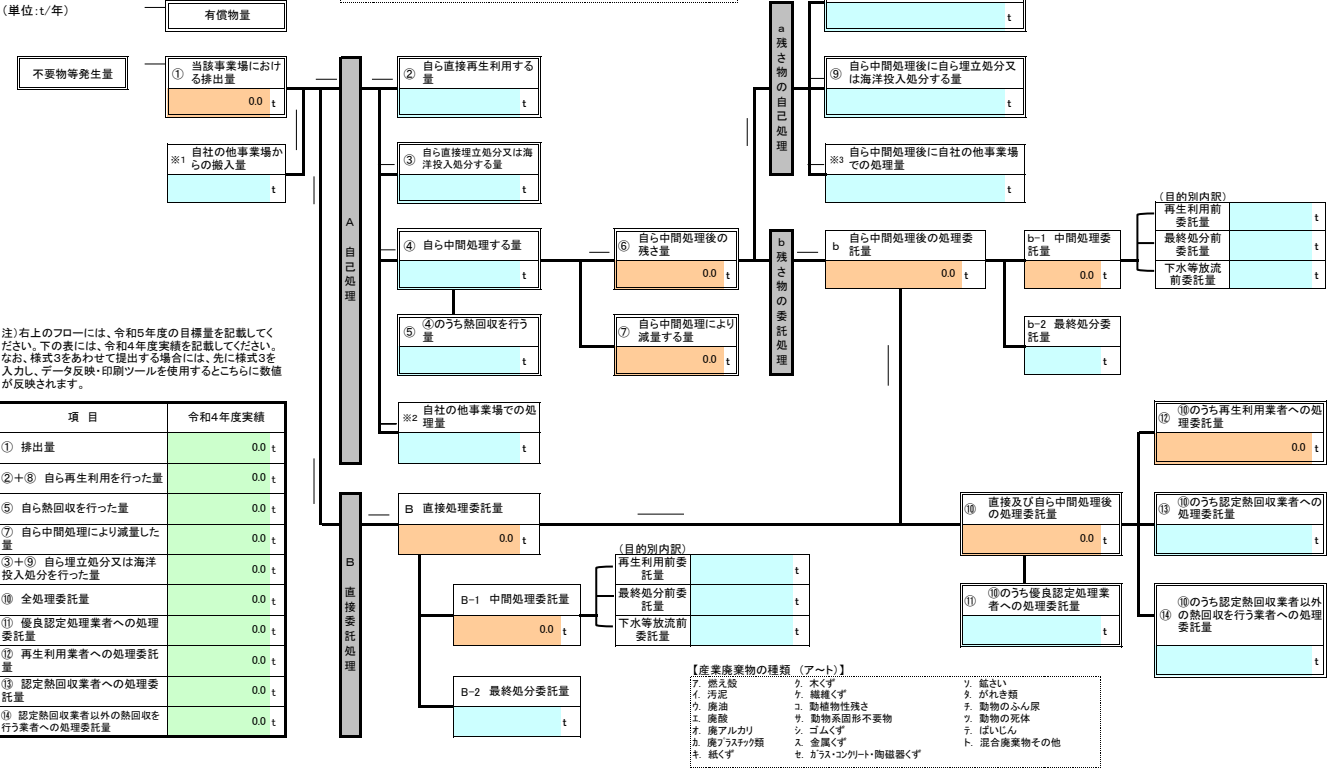 （単位:ｔ/年）
有償物量
不要物等発生量
① 当該事業場におけ
る排出量
0.0 t
※1 自社の他事業場か
らの搬入量
t
A 自己処理
② 自ら直接再生利用する
量
t
③ 自ら直接埋立処分又は海
洋投入処分する量
t
④ 自ら中間処理する量
t
⑤ ④のうち熱回収を行う
量
t
※2 自社の他事業場での処
理量
t
⑥ 自ら中間処理後の
残さ量
0.0 t
⑦ 自ら中間処理により
減量する量
0.0 t
a 残さ物の自己処理
t
⑨ 自ら中間処理後に自ら埋立処分又
は海洋投入処分する量
t
※3 自ら中間処理後に自社の他事業場
での処理量
t
b 残さ物の委託処理
b 自ら中間処理後の処理委
託量
0.0 t
b-1 中間処理委
託量
0.0 t
（目的別内訳）
再生利用前
委託量
t
最終処分前
委託量
t
下水等放流
前委託量
t
b-2 最終処分委
託量
t
注）右上のフローには、令和5年度の目標量を記載してく
ださい。下の表には、令和4年度実績を記載してください。
なお、様式3をあわせて提出する場合には、先に様式3を
入力し、データ反映・印刷ツールを使用するとこちらに数値
が反映されます。
項 目 令和4年度実績
① 排出量 0.0 t
②＋⑧ 自ら再生利用を行った量 0.0 t
⑤ 自ら熱回収を行った量 0.0 t
⑦ 自ら中間処理により減量した
量 0.0 t
③＋⑨ 自ら埋立処分又は海洋
投入処分を行った量 0.0 t
⑩ 全処理委託量 0.0 t
⑪ 優良認定処理業者への処理
委託量 0.0 t
⑫ 再生利用業者への処理委託
量 0.0 t
⑬ 認定熱回収業者への処理委
託量 0.0 t
⑭ 認定熱回収業者以外の熱回収を
行う業者への処理委託量 0.0 t
B 直接委託処理
B 直接処理委託量
0.0 t
B-1 中間処理委託量
0.0 t
（目的別内訳）
再生利用前委
託量
t
最終処分前委
託量
t
下水等放流前
委託量
t
B-2 最終処分委託量
t
⑩ 直接及び自ら中間処理後
の処理委託量
0.0 t
⑪ ⑩のうち優良認定処理業
者への処理委託量
t
⑫ ⑩のうち再生利用業者への処
理委託量
0.0 t
⑬ ⑩のうち認定熱回収業者への
処理委託量
t
⑭ ⑩のうち認定熱回収業者以外
の熱回収を行う業者への処理
委託量
t
【産業廃棄物の種類 （ア～ト）】
ｱ. 燃え殻 ｸ. 木くず ｿ. 鉱さい
ｲ. 汚泥 ｹ. 繊維くず ﾀ. がれき類
ｳ. 廃油 ｺ. 動植物性残さ ﾁ. 動物のふん尿
ｴ. 廃酸 ｻ. 動物系固形不要物 ﾂ. 動物の死体
ｵ. 廃アルカリ ｼ. ゴムくず ﾃ. ばいじん
ｶ. 廃ﾌﾟﾗｽﾁｯｸ類 ｽ. 金属くず ﾄ. 混合廃棄物その他
ｷ. 紙くず ｾ. ｶﾞﾗｽ・ｺﾝｸﾘｰﾄ・陶磁器くず